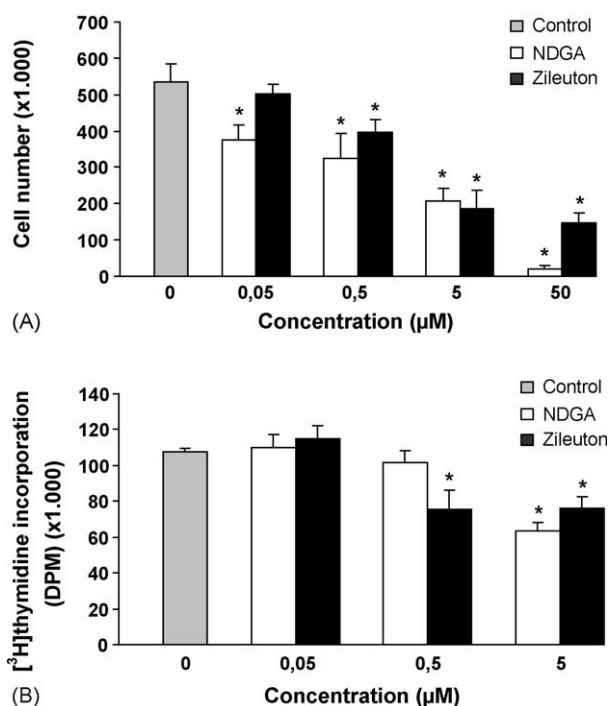 700
600
500
400
300
200
100
0
Cell number (x1.000)
Control
NDGA
Zileuton
*
* *
* *
* *
0 0,05 0,5 5 50
Concentration (µM)
(A)
140
120
100
80
60
40
20
0
[³H]thymidine incorporation
(DPM) (x1.000)
Control
NDGA
Zileuton
*
* *
0 0,05 0,5 5
Concentration (µM)
(B)